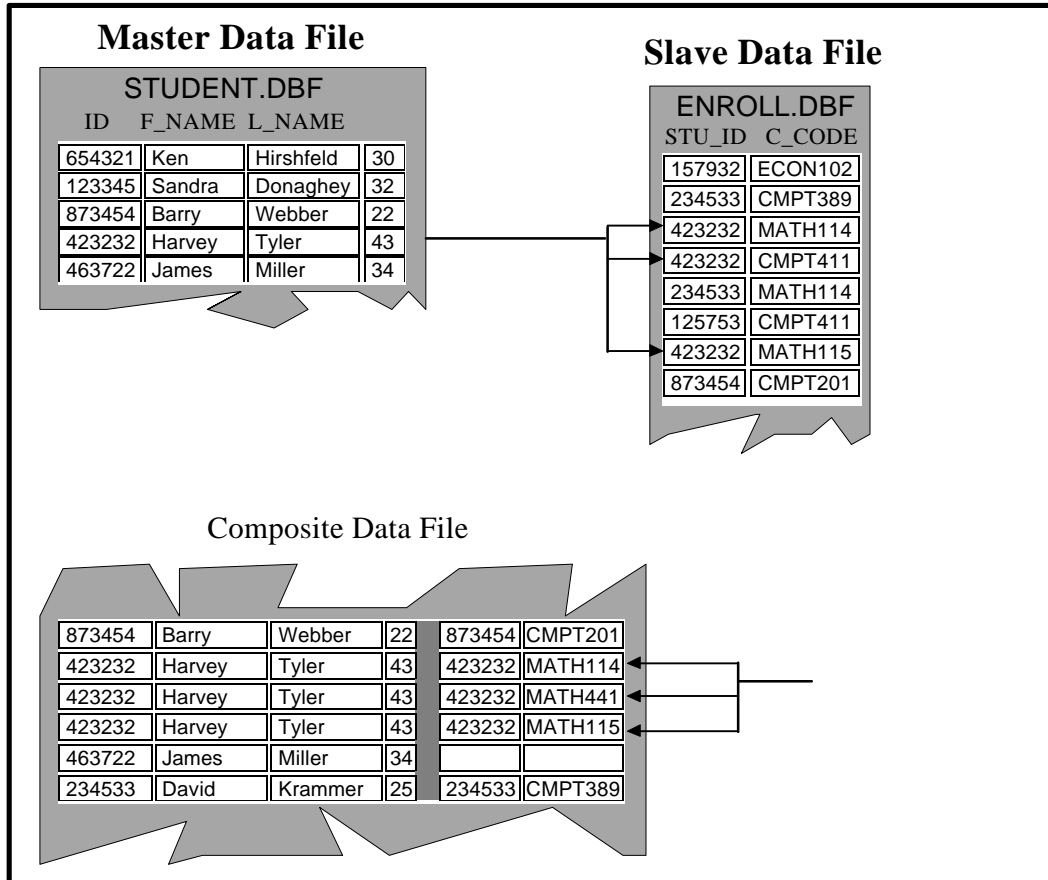 Master Data File
STUDENT.DBF
ID F_NAME L_NAME
654321 Ken Hirshfeld 30
123345 Sandra Donaghey 32
873454 Barry Webber 22
423232 Harvey Tyler 43
463722 James Miller 34
Slave Data File
ENROLL.DBF
STU_ID C_CODE
157932 ECON102
234533 CMPT389
423232 MATH114
423232 CMPT411
234533 MATH114
125753 CMPT411
423232 MATH115
873454 CMPT201
Composite Data File
873454 Barry Webber 22 873454 CMPT201
423232 Harvey Tyler 43 423232 MATH114
423232 Harvey Tyler 43 423232 MATH441
423232 Harvey Tyler 43 423232 MATH115
463722 James Miller 34
234533 David Krammer 25 234533 CMPT389